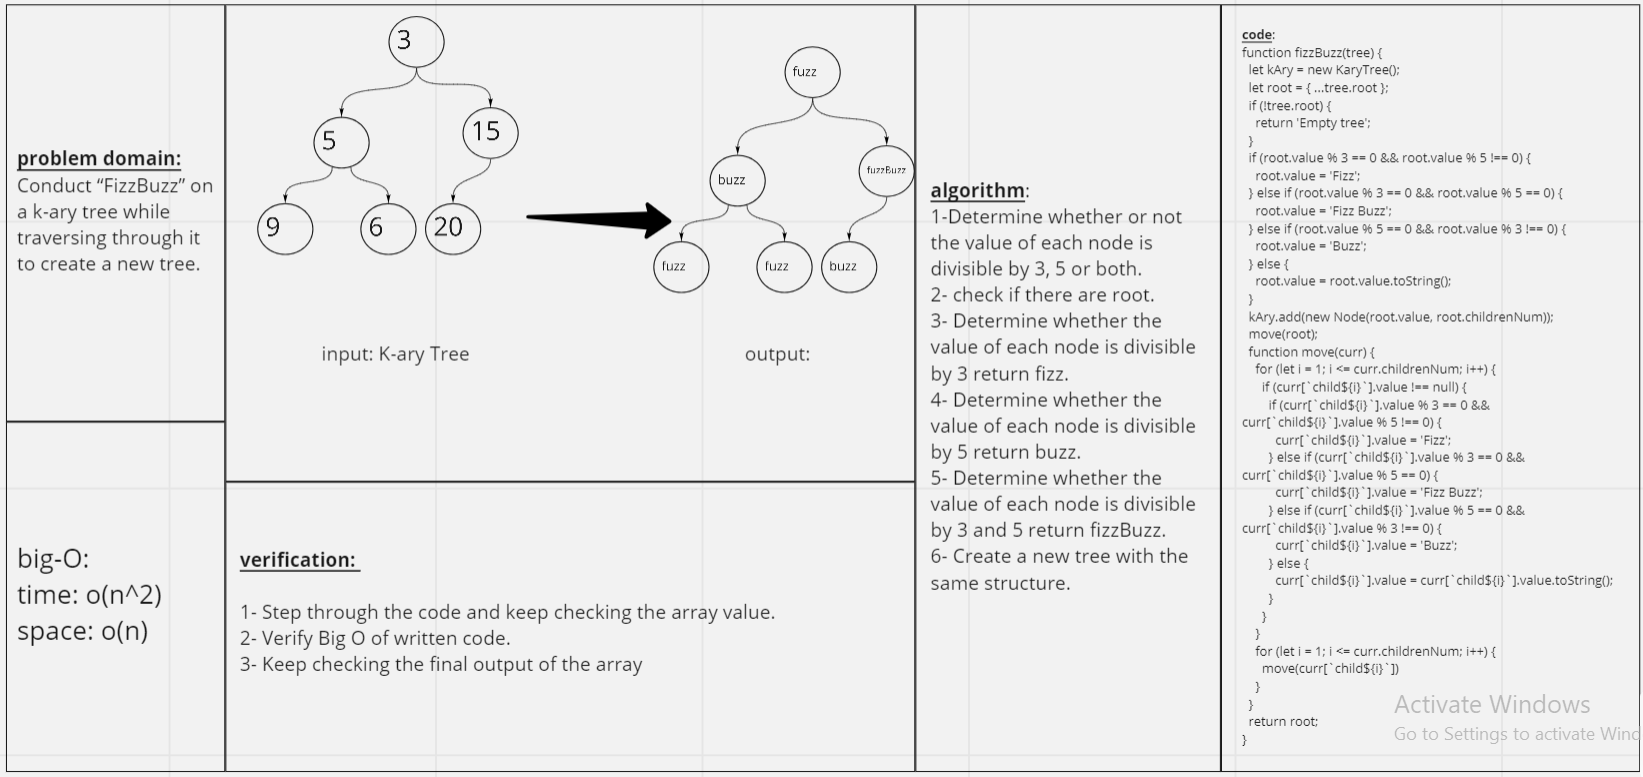 problem domain:
Conduct “FizzBuzz” on
a k-ary tree while
traversing through it
to create a new tree.
big-O:
time: o(n^2)
space: o(n)
3
5
15
9
6
20
input: K-ary Tree
fuzz
buzz
fuzzBuzz
fuzz
fuzz
buzz
output:
verification:
1- Step through the code and keep checking the array value.
2- Verify Big O of written code.
3- Keep checking the final output of the array
algorithm:
1-Determine whether or not
the value of each node is
divisible by 3, 5 or both.
2- check if there are root.
3- Determine whether the
value of each node is divisible
by 3 return fizz.
4- Determine whether the
value of each node is divisible
by 5 return buzz.
5- Determine whether the
value of each node is divisible
by 3 and 5 return fizzBuzz.
6- Create a new tree with the
same structure.
code:
function fizzBuzz(tree) {
let kAry = new KaryTree();
let root = { ...tree.root };
if (!tree.root) {
return 'Empty tree';
}
if (root.value % 3 == 0 && root.value % 5 !== 0) {
root.value = 'Fizz';
} else if (root.value % 3 == 0 && root.value % 5 == 0) {
root.value = 'Fizz Buzz';
} else if (root.value % 5 == 0 && root.value % 3 !== 0) {
root.value = 'Buzz';
} else {
root.value = root.value.toString();
}
kAry.add(new Node(root.value, root.childrenNum));
move(root);
function move(curr) {
for (let i = 1; i <= curr.childrenNum; i++) {
if (curr[`child${i}`].value !== null) {
if (curr[`child${i}`].value % 3 == 0 &&
curr[`child${i}`].value % 5 !== 0) {
curr[`child${i}`].value = 'Fizz';
} else if (curr[`child${i}`].value % 3 == 0 &&
curr[`child${i}`].value % 5 == 0) {
curr[`child${i}`].value = 'Fizz Buzz';
} else if (curr[`child${i}`].value % 5 == 0 &&
curr[`child${i}`].value % 3 !== 0) {
curr[`child${i}`].value = 'Buzz';
} else {
curr[`child${i}`].value = curr[`child${i}`].value.toString();
}
}
}
for (let i = 1; i <= curr.childrenNum; i++) {
move(curr[`child${i}`])
}
}
return root;
}
Activate Windows
Go to Settings to activate Wind